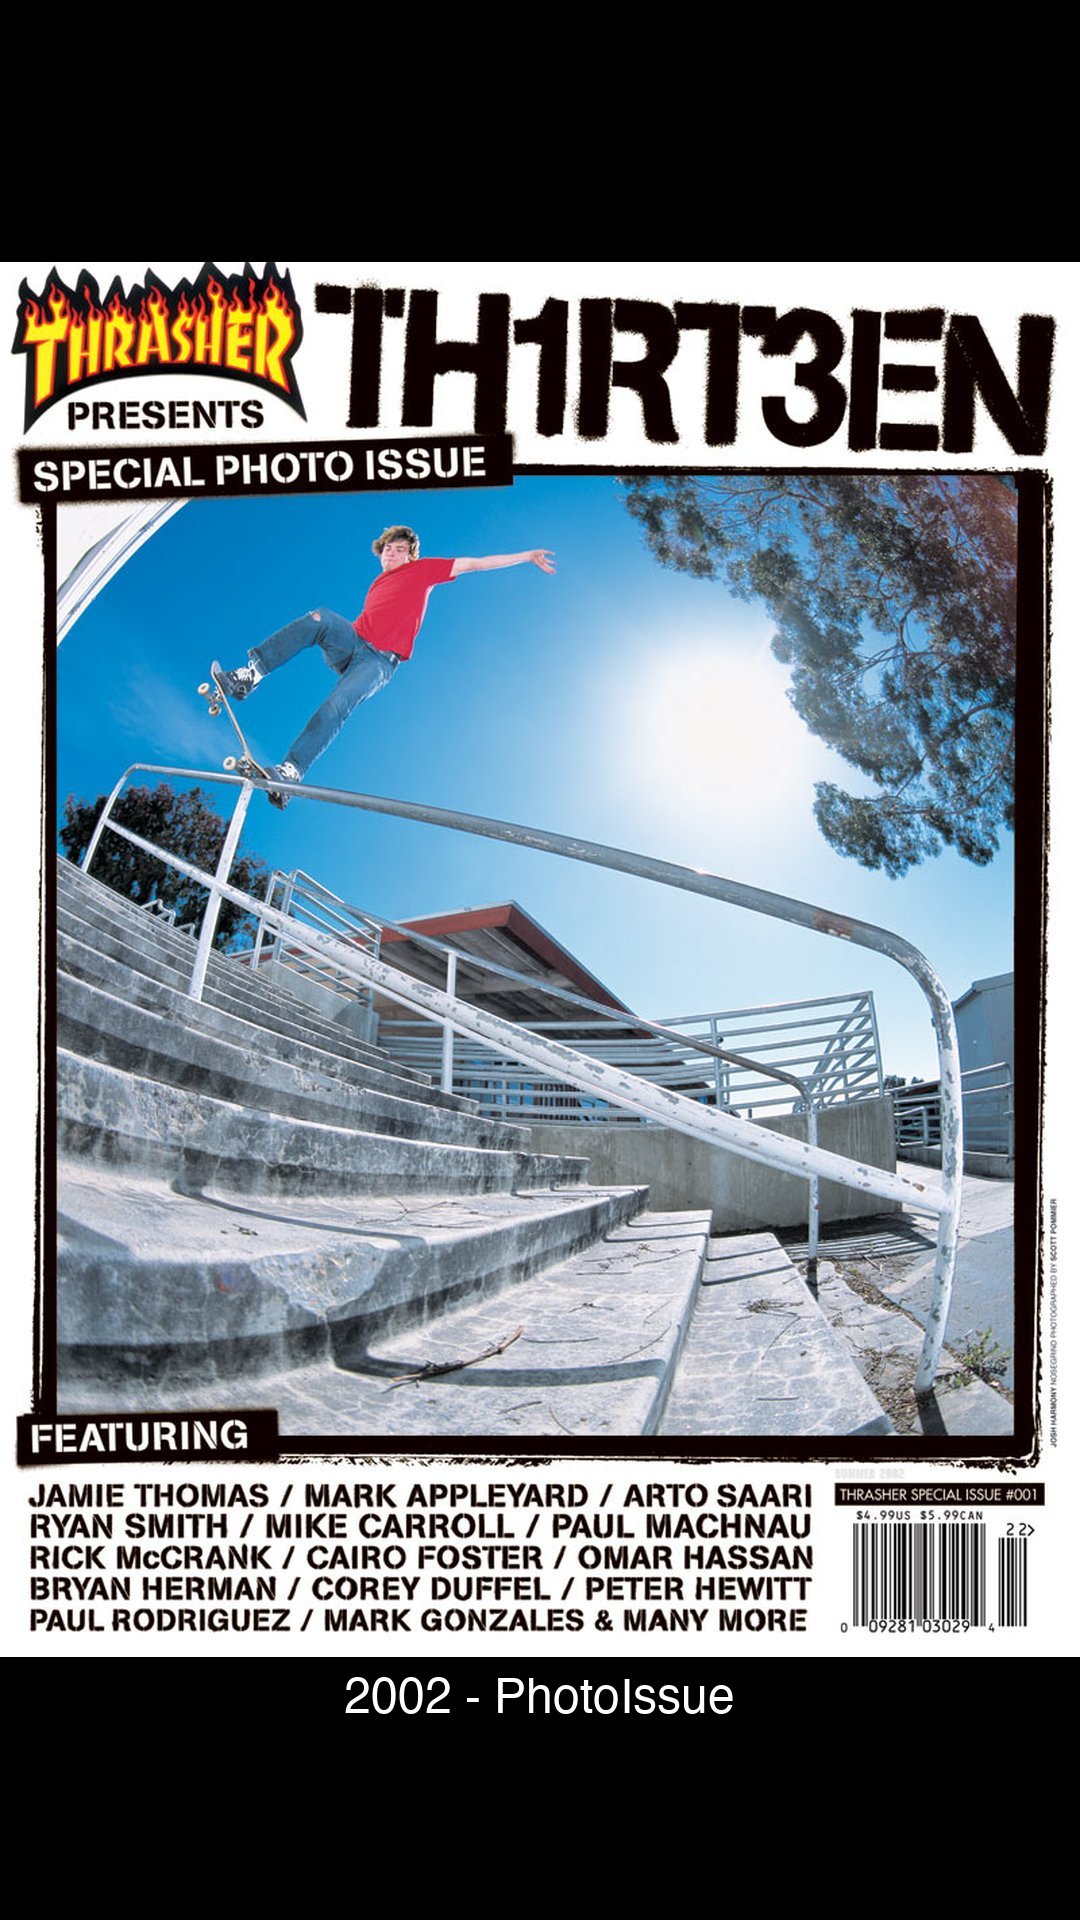 THRASHER
PRESENTS
TH1RT3EN
SPECIAL PHOTO ISSUE
JOSH HARMONY NOSEGRIND PHOTOGRAPHED BY SCOTT POMMIER
FEATURING
JAMIE THOMAS / MARK APPLEYARD / ARTO SAARI
RYAN SMITH / MIKE CARROLL / PAUL MACHNAU
RICK McCRANK / CAIRO FOSTER / OMAR HASSAN
BRYAN HERMAN / COREY DUFFEL / PETER HEWITT
PAUL RODRIGUEZ / MARK GONZALES & MANY MORE
SUMMER 2002
THRASHER SPECIAL ISSUE #001
$4.99US $5.99CAN
22>
0 09281 03029 4
2002 - PhotoIssue